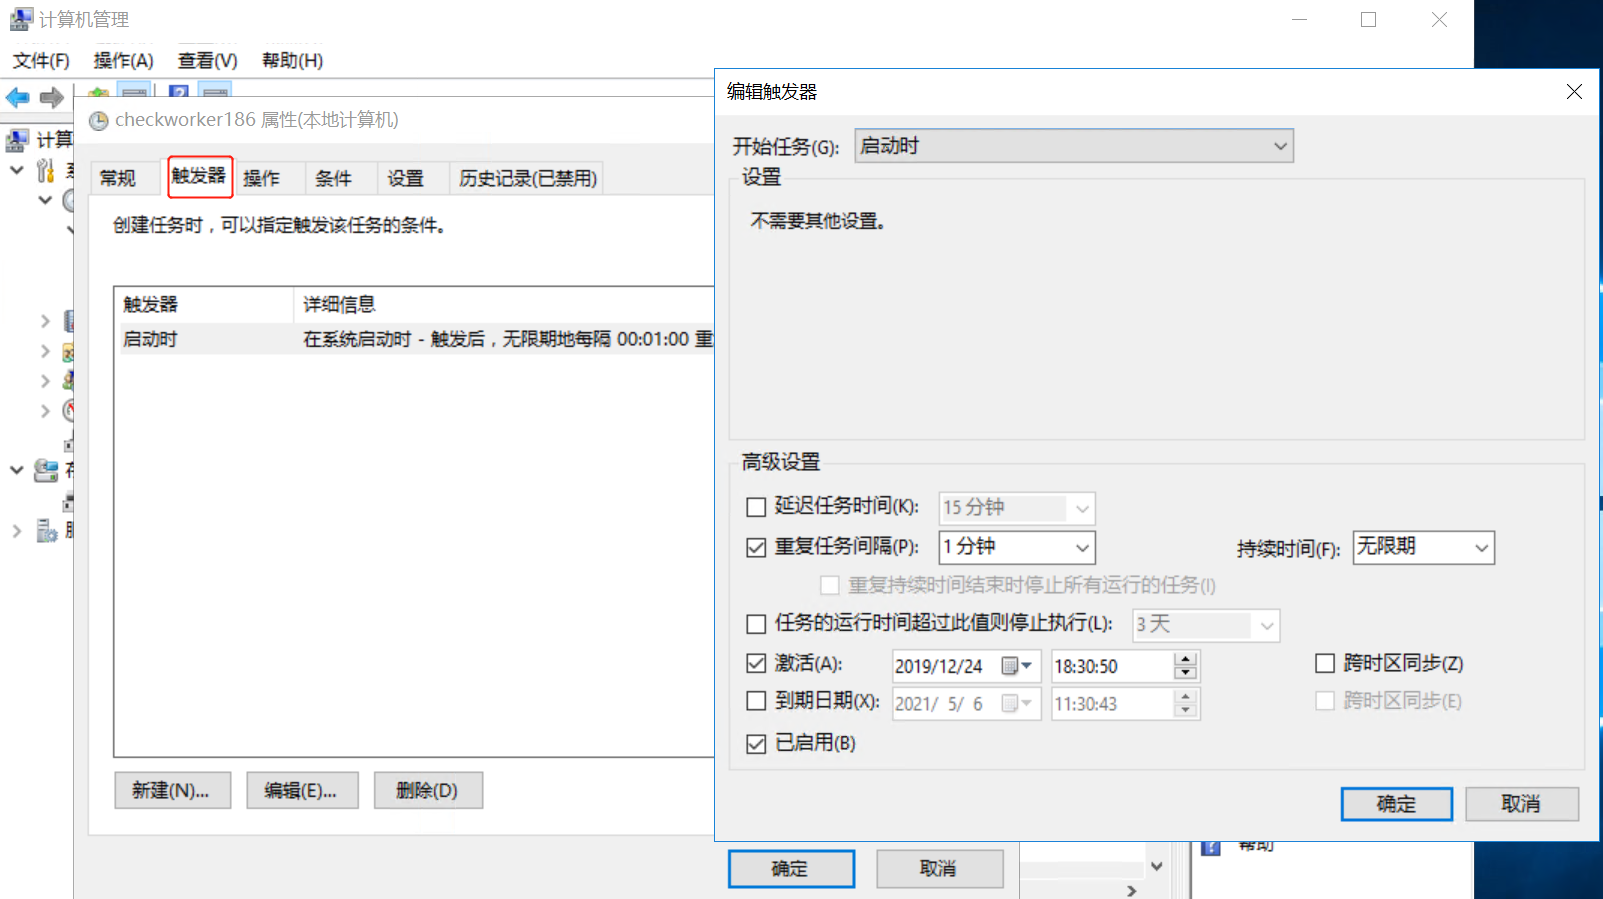 计算机管理
文件(F) 操作(A) 查看(V) 帮助(H)
计算
checkworker186 属性(本地计算机)
常规 触发器 操作 条件 设置 历史记录(已禁用)
创建任务时，可以指定触发该任务的条件。
触发器 详细信息
启动时 在系统启动时 - 触发后，无限期地每隔 00:01:00 重
新建(N)... 编辑(E)... 删除(D)
确定 取消
编辑触发器
开始任务(G): 启动时
设置
不需要其他设置。
高级设置
延迟任务时间(K): 15 分钟
重复任务间隔(P): 1 分钟 持续时间(F): 无限期
重复持续时间结束时停止所有运行的任务(I)
任务的运行时间超过此值则停止执行(L): 3 天
激活(A): 2019/12/24 18:30:50 跨时区同步(Z)
到期日期(X): 2021/ 5/ 6 11:30:43 跨时区同步(E)
已启用(B)
确定 取消
帮助